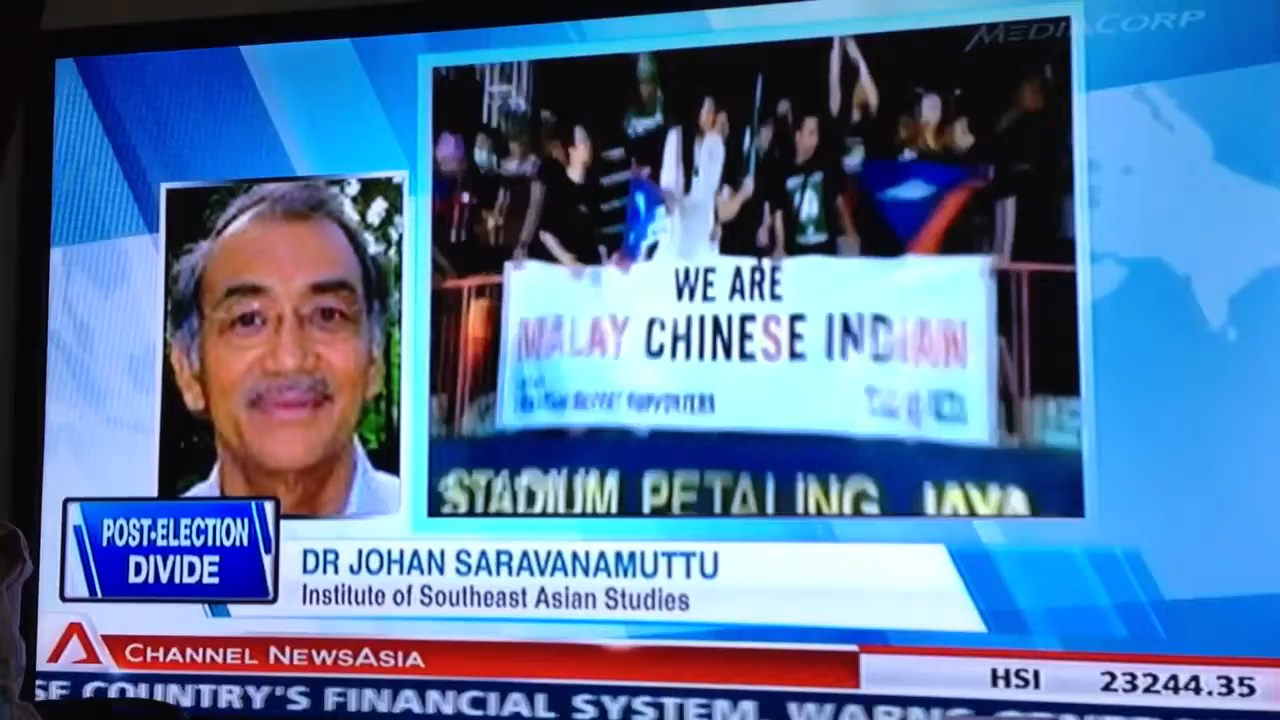 MEDIACORP
WE ARE
MALAY CHINESE INDIAN
SUPPORTERS
STADIUM PETALING JAYA
POST-ELECTION
DIVIDE
DR JOHAN SARAVANAMUTTU
Institute of Southeast Asian Studies
CHANNEL NEWSASIA
HSI 23244.35
COUNTRY'S FINANCIAL SYSTEM, WARNS